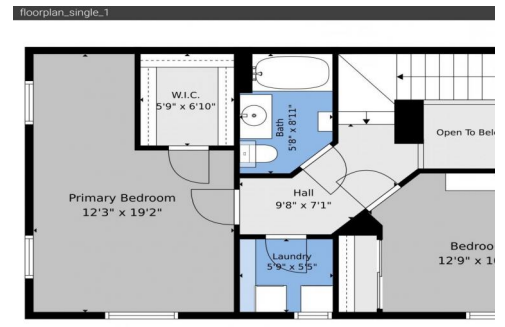 floorplan_single_1
W.I.C.
5'9" x 6'10"
Bath
5'8" x 8'11"
Open To Bel
Primary Bedroom
12'3" x 19'2"
Hall
9'8" x 7'1"
Laundry
5'9" x 5'5"
Bedroo
12'9" x 1